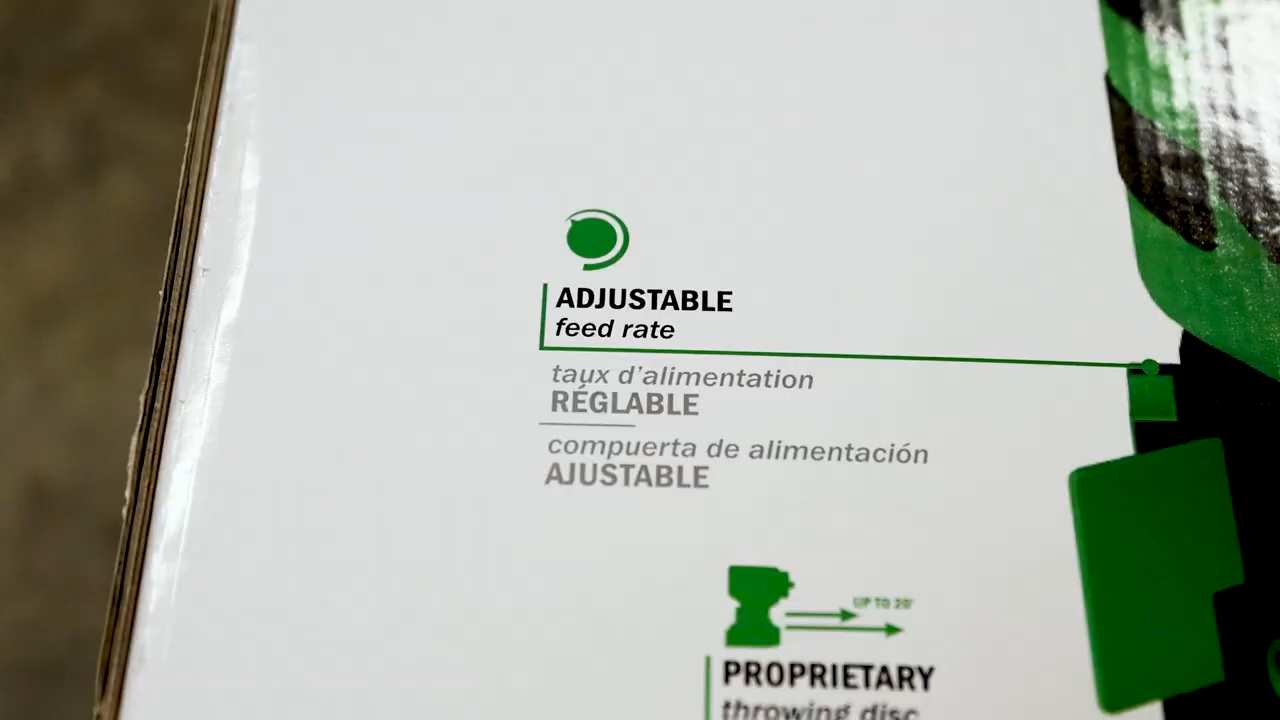 ADJUSTABLE
feed rate
taux d'alimentation
RÉGLABLE
compuerta de alimentación
AJUSTABLE
UP TO 20'
PROPRIETARY
throwing disc